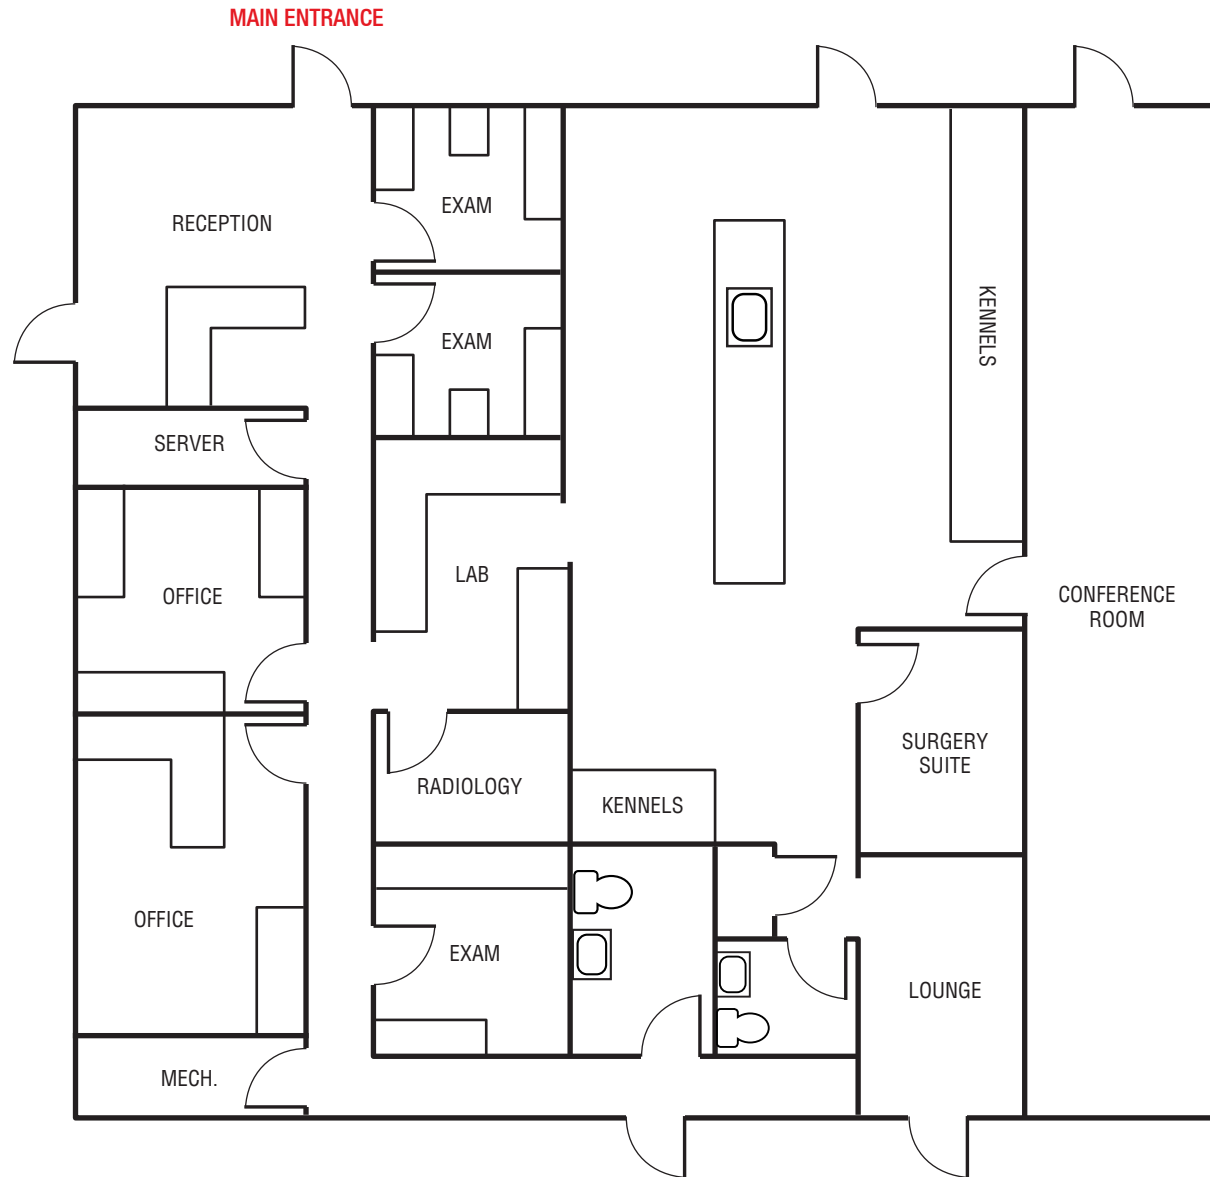 MAIN ENTRANCE
EXAM
RECEPTION
KENNELS
EXAM
SERVER
LAB
OFFICE
CONFERENCE
ROOM
SURGERY
SUITE
RADIOLOGY
KENNELS
OFFICE
EXAM
LOUNGE
MECH.